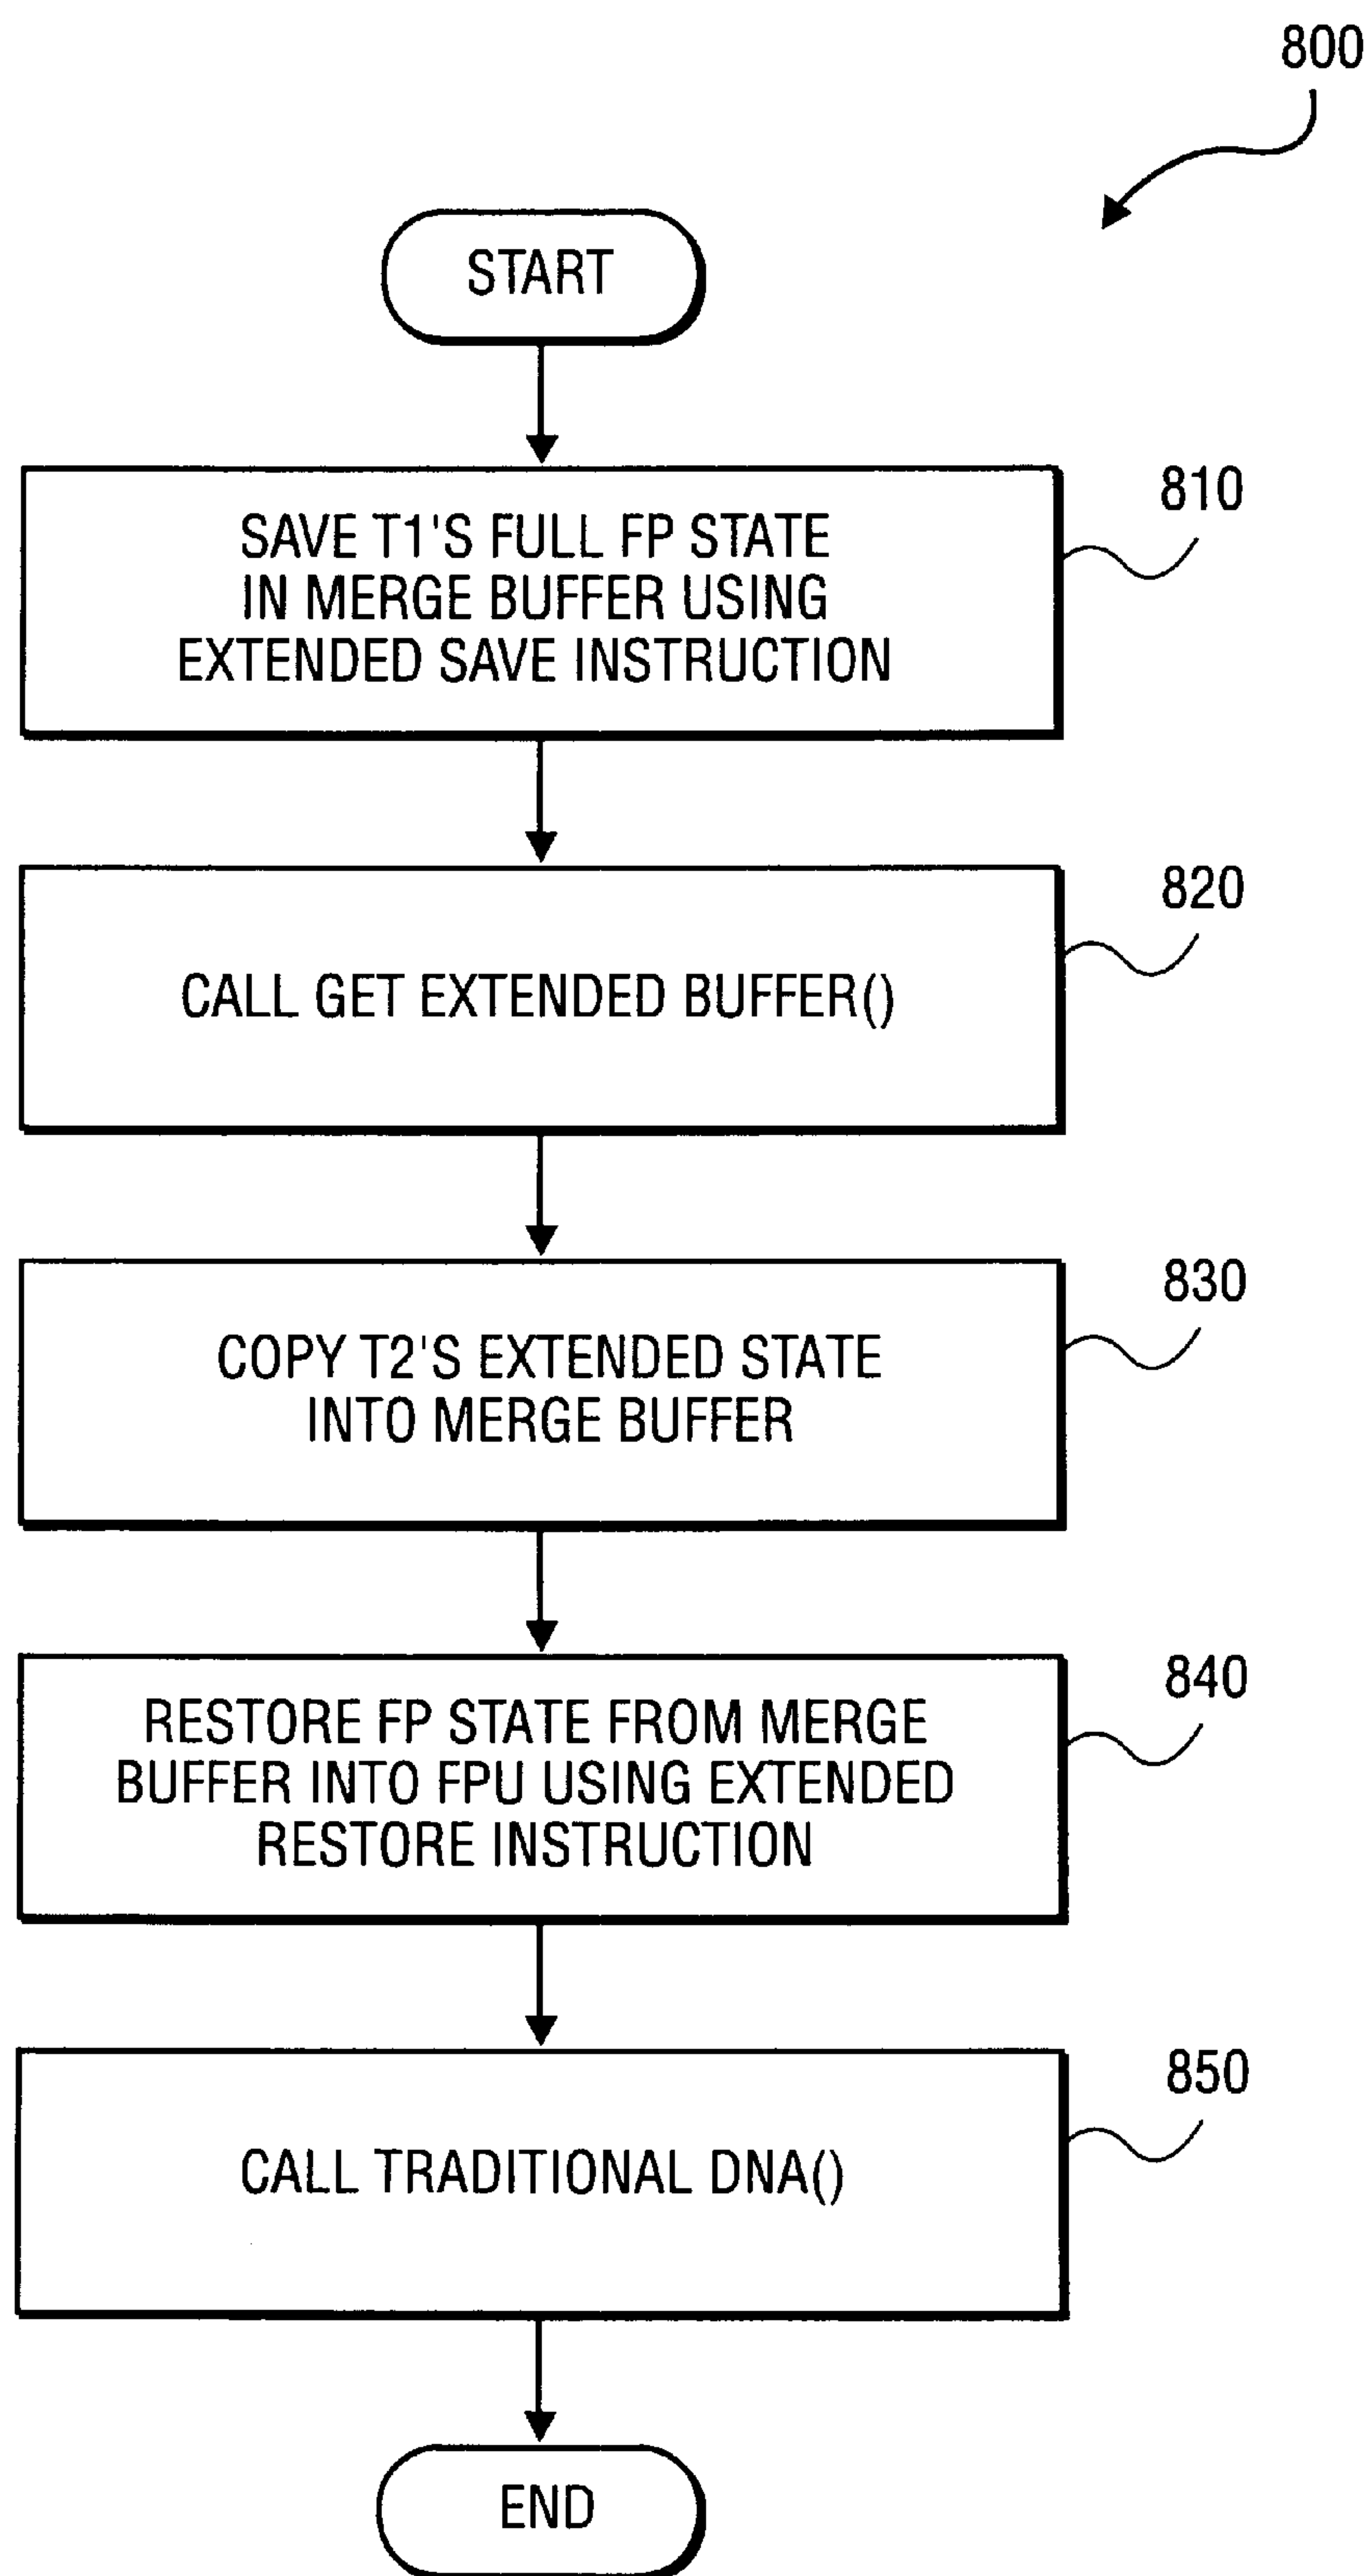 800
START
SAVE T1'S FULL FP STATE
IN MERGE BUFFER USING
EXTENDED SAVE INSTRUCTION
810
CALL GET EXTENDED BUFFER()
820
COPY T2'S EXTENDED STATE
INTO MERGE BUFFER
830
RESTORE FP STATE FROM MERGE
BUFFER INTO FPU USING EXTENDED
RESTORE INSTRUCTION
840
CALL TRADITIONAL DNA()
850
END